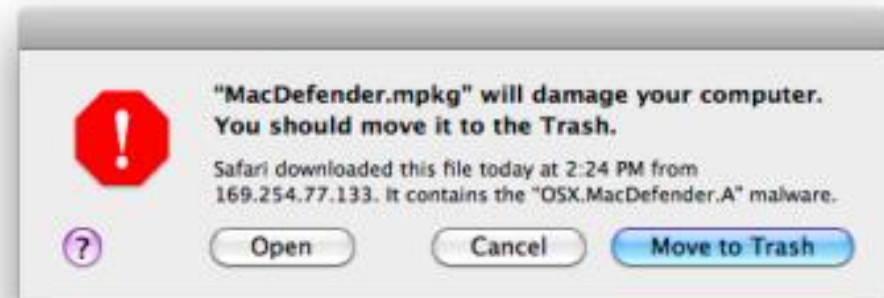 "MacDefender.mpkg" will damage your computer.
You should move it to the Trash.
Safari downloaded this file today at 2:24 PM from
169.254.77.133. It contains the "OSX.MacDefender.A" malware.
? Open Cancel Move to Trash